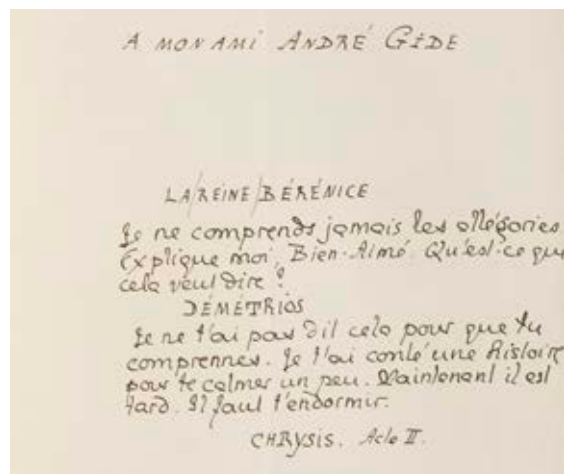 A MON AMI ANDRÉ GIDE
LA REINE BÉRÉNICE
Je ne comprends jamais les allégories
Explique moi, Bien-Aimé. Qu'est-ce que
cela veut dire?
DÉMÉTRIOS
Je ne t'ai pas dit cela pour que tu
comprennes. Je t'ai conté une histoire
pour te calmer un peu. Maintenant il est
tard. Il faut t'endormir.
CHRYSIS. Acte II.